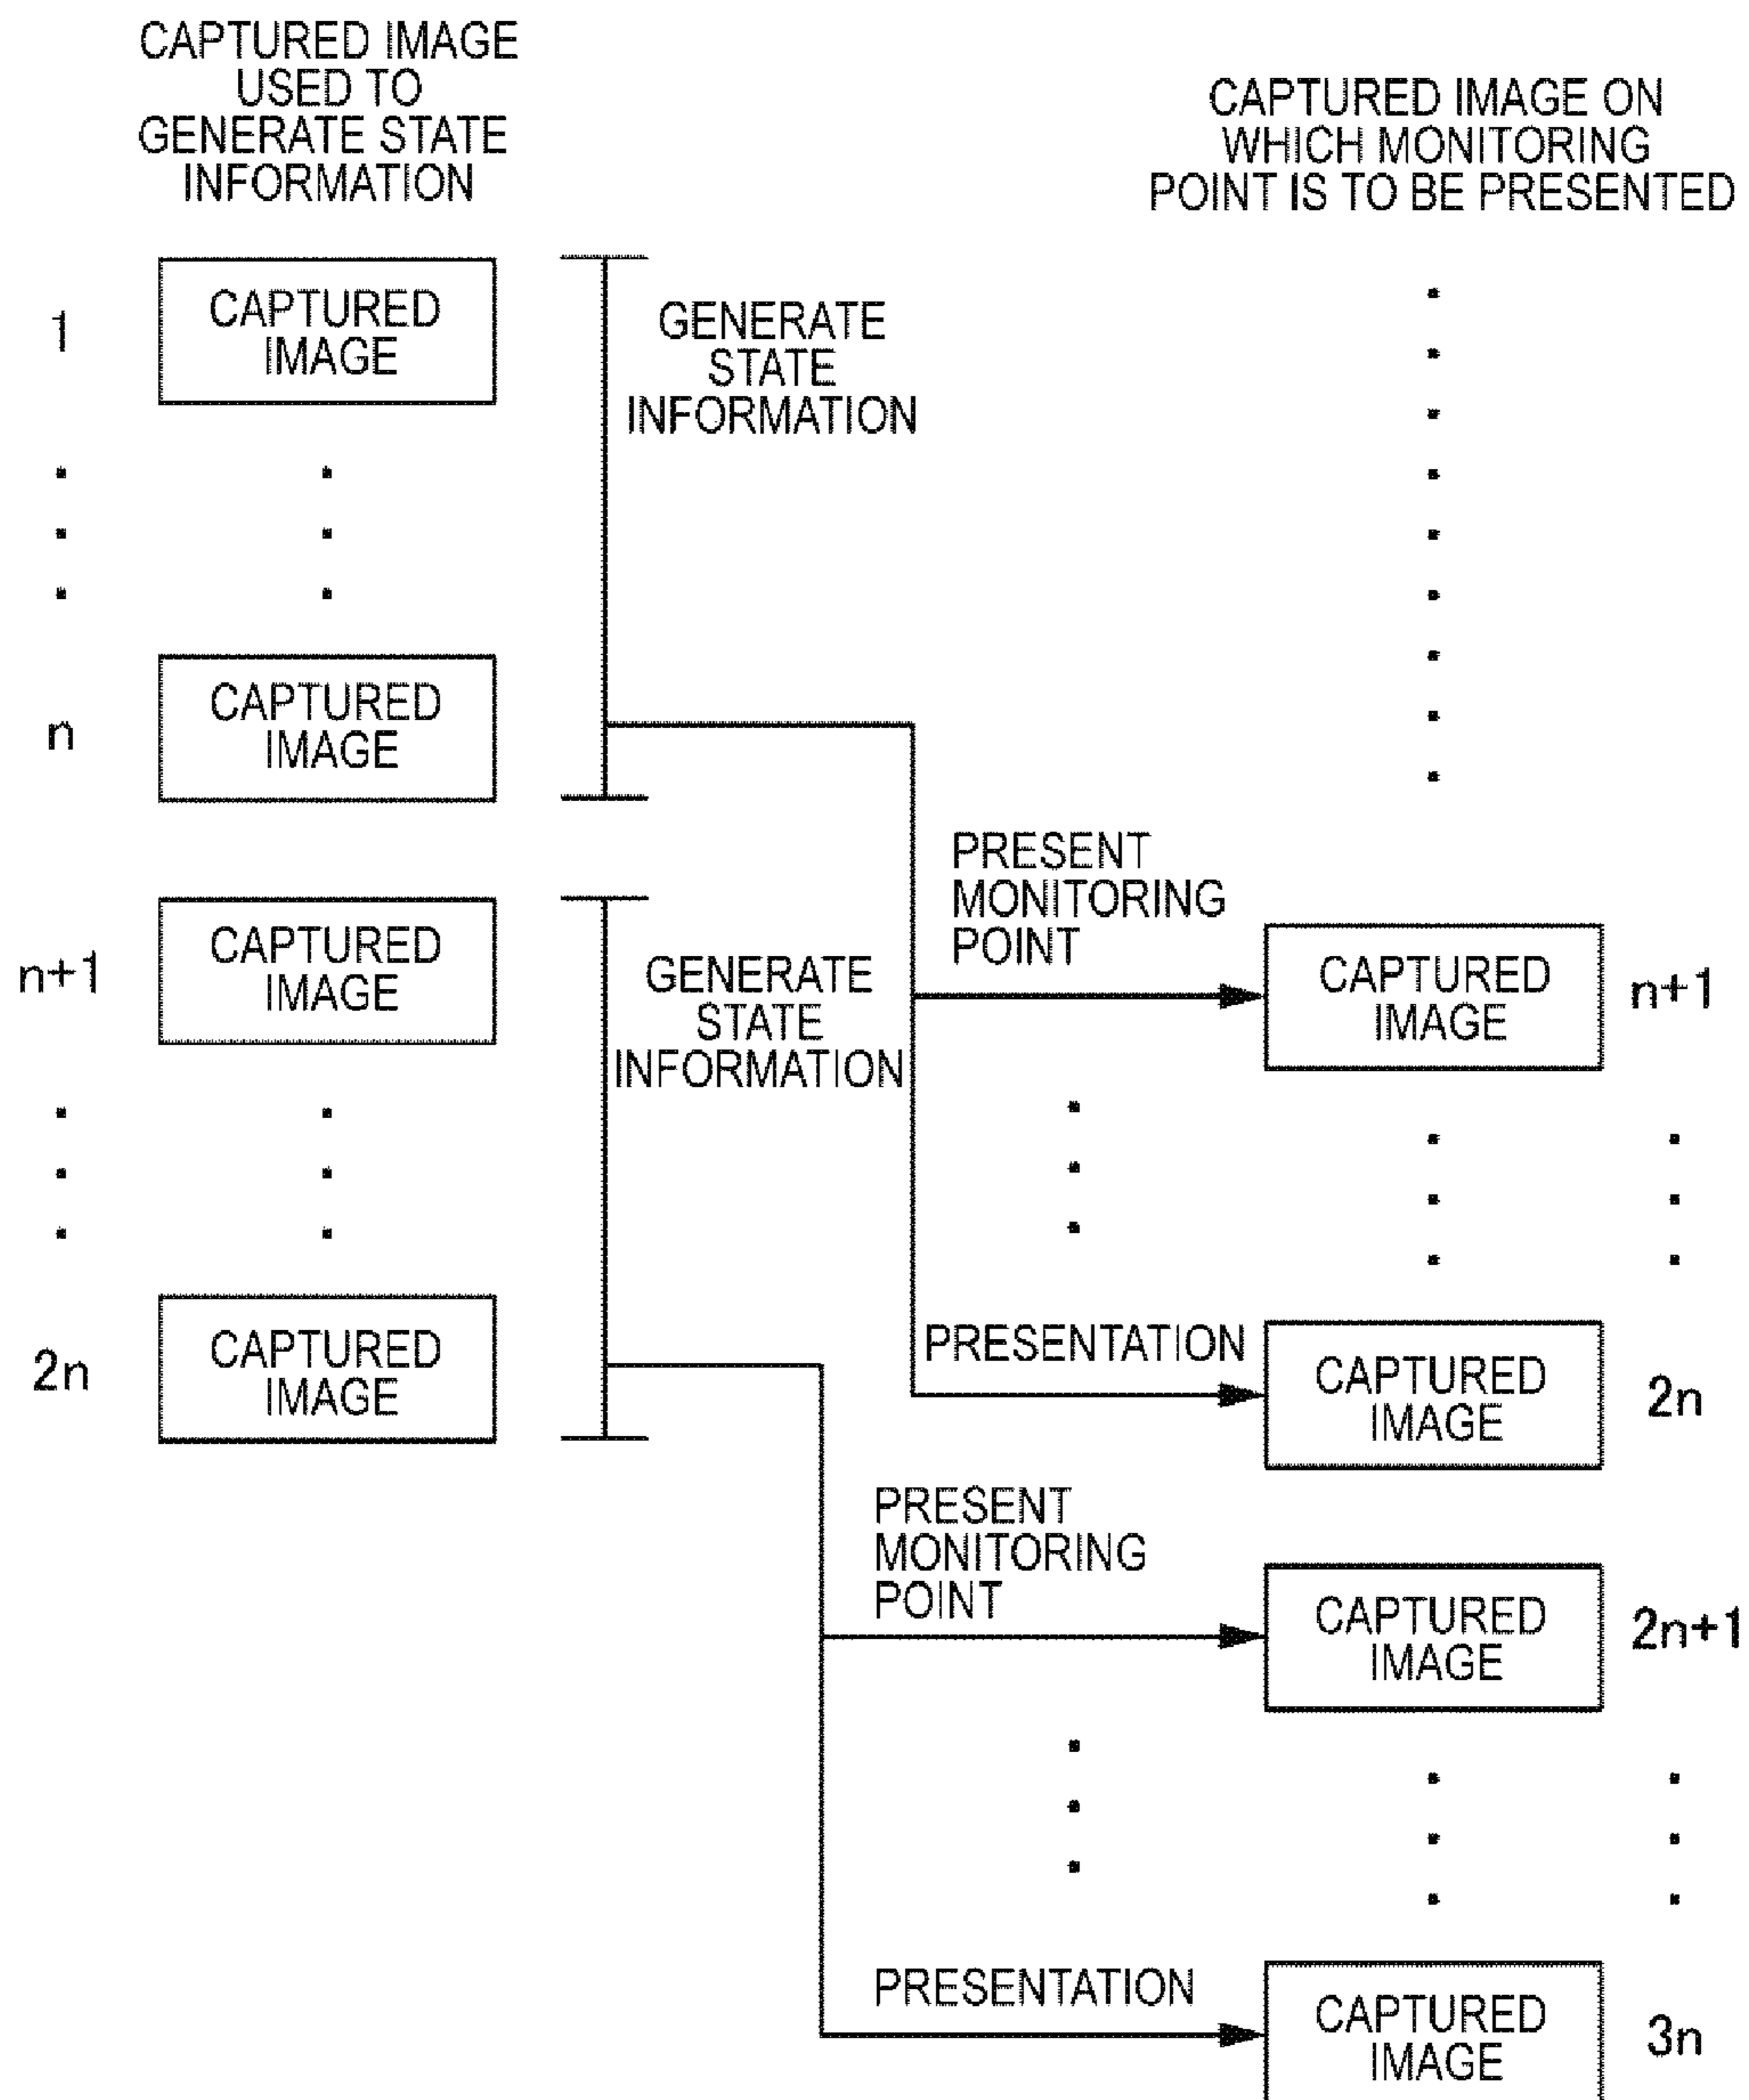 CAPTURED IMAGE
USED TO
GENERATE STATE
INFORMATION
CAPTURED IMAGE ON
WHICH MONITORING
POINT IS TO BE PRESENTED
1
CAPTURED
IMAGE
GENERATE
STATE
INFORMATION
n
CAPTURED
IMAGE
PRESENT
MONITORING
POINT
n+1
CAPTURED
IMAGE
GENERATE
STATE
INFORMATION
CAPTURED
IMAGE
n+1
2n
CAPTURED
IMAGE
PRESENTATION
CAPTURED
IMAGE
2n
PRESENT
MONITORING
POINT
CAPTURED
IMAGE
2n+1
PRESENTATION
CAPTURED
IMAGE
3n